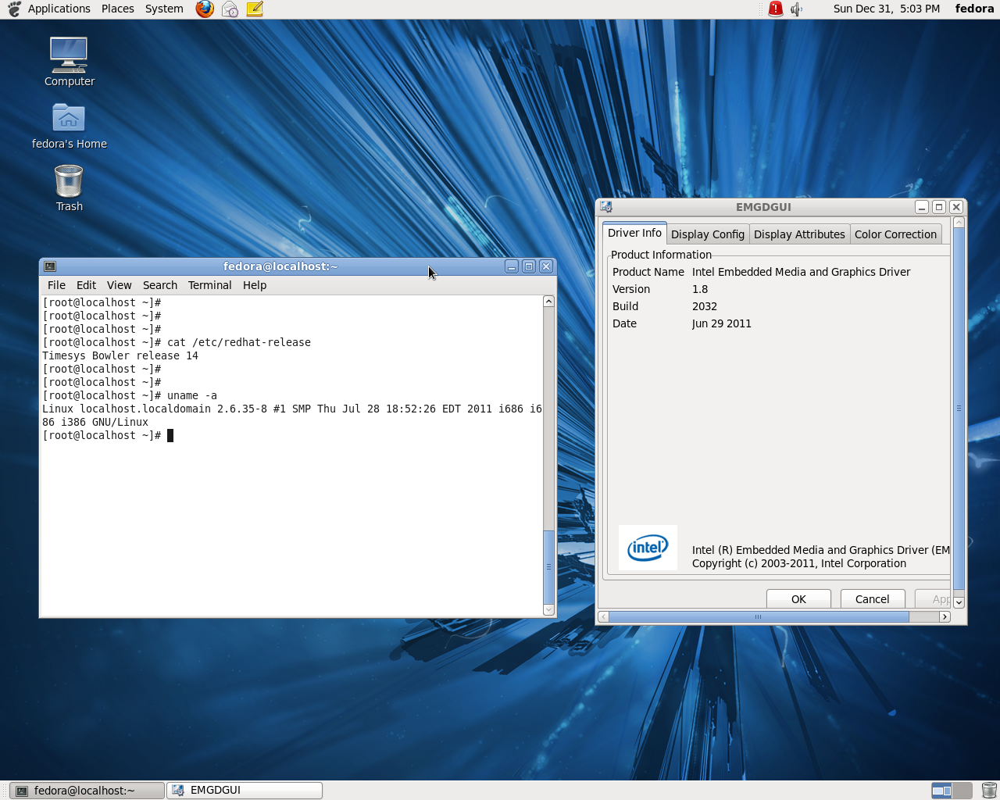 Applications Places System
Sun Dec 31, 5:03 PM fedora
Computer
fedora's Home
Trash
fedora@localhost:~
File Edit View Search Terminal Help
[root@localhost ~]#
[root@localhost ~]#
[root@localhost ~]#
[root@localhost ~]# cat /etc/redhat-release
Timesys Bowler release 14
[root@localhost ~]#
[root@localhost ~]#
[root@localhost ~]# uname -a
Linux localhost.localdomain 2.6.35-8 #1 SMP Thu Jul 28 18:52:26 EDT 2011 i686 i6
86 i386 GNU/Linux
[root@localhost ~]#
EMGDGUI
Driver Info Display Config Display Attributes Color Correction
Product Information
Product Name Intel Embedded Media and Graphics Driver
Version 1.8
Build 2032
Date Jun 29 2011
intel
Intel (R) Embedded Media and Graphics Driver (EM
Copyright (c) 2003-2011, Intel Corporation
OK Cancel App
fedora@localhost:~ EMGDGUI